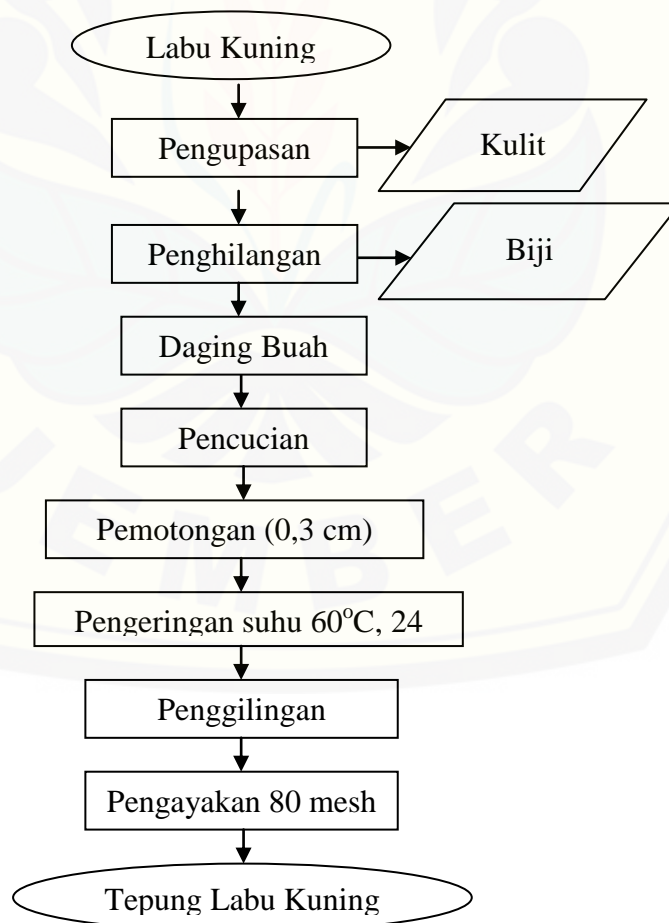 Labu Kuning
Pengupasan
Kulit
Penghilangan
Biji
Daging Buah
Pencucian
Pemotongan (0,3 cm)
Pengeringan suhu 60°C, 24
Penggilingan
Pengayakan 80 mesh
Tepung Labu Kuning
JEMBER